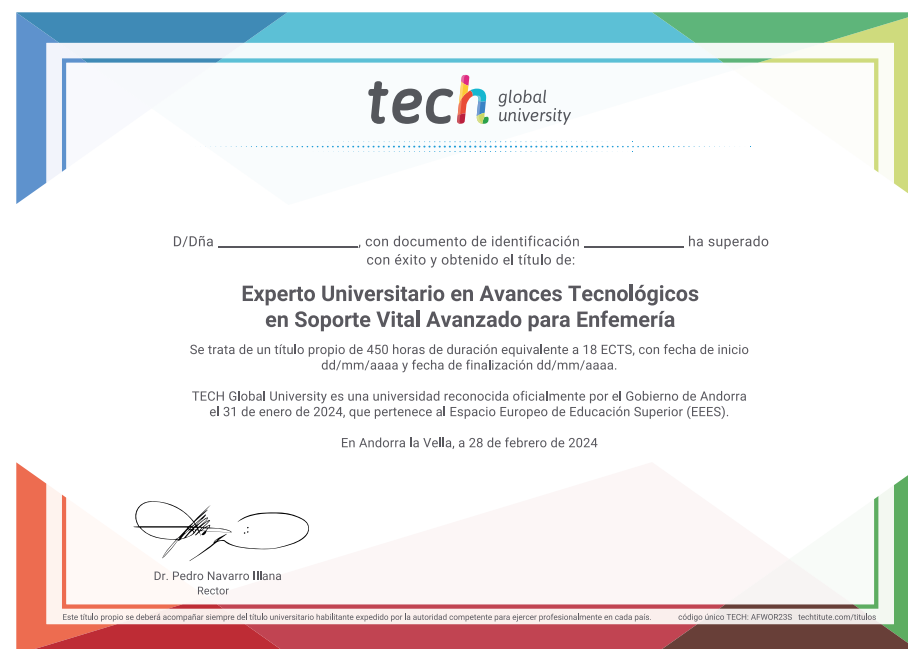 tech global university
D/Dña ____________________, con documento de identificación ______________ ha superado
con éxito y obtenido el título de:
Experto Universitario en Avances Tecnológicos
en Soporte Vital Avanzado para Enfemería
Se trata de un título propio de 450 horas de duración equivalente a 18 ECTS, con fecha de inicio
dd/mm/aaaa y fecha de finalización dd/mm/aaaa.
TECH Global University es una universidad reconocida oficialmente por el Gobierno de Andorra
el 31 de enero de 2024, que pertenece al Espacio Europeo de Educación Superior (EEES).
En Andorra la Vella, a 28 de febrero de 2024
Dr. Pedro Navarro Illana
Rector
Este título propio se deberá acompañar siempre del título universitario habilitante expedido por la autoridad competente para ejercer profesionalmente en cada país. código único TECH: AFWOR23S techtitute.com/titulos